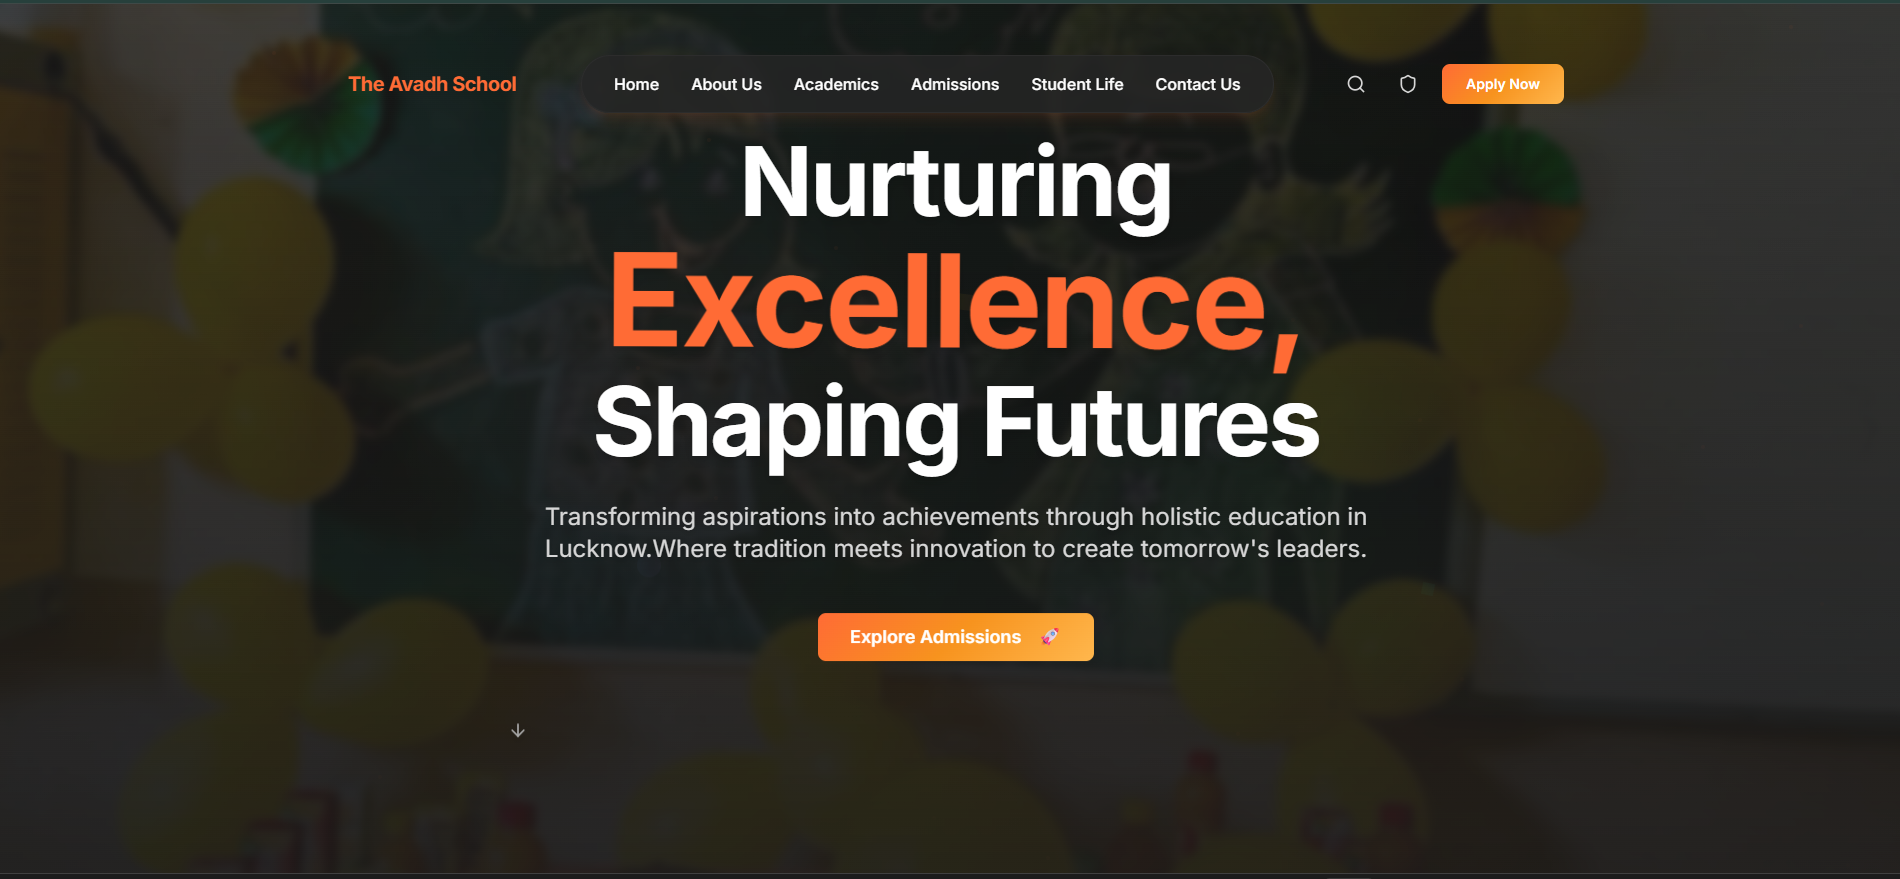 The Avadh School
Home About Us Academics Admissions Student Life Contact Us
Apply Now
Nurturing
Excellence,
Shaping Futures
Transforming aspirations into achievements through holistic education in
Lucknow.Where tradition meets innovation to create tomorrow's leaders.
Explore Admissions 🚀